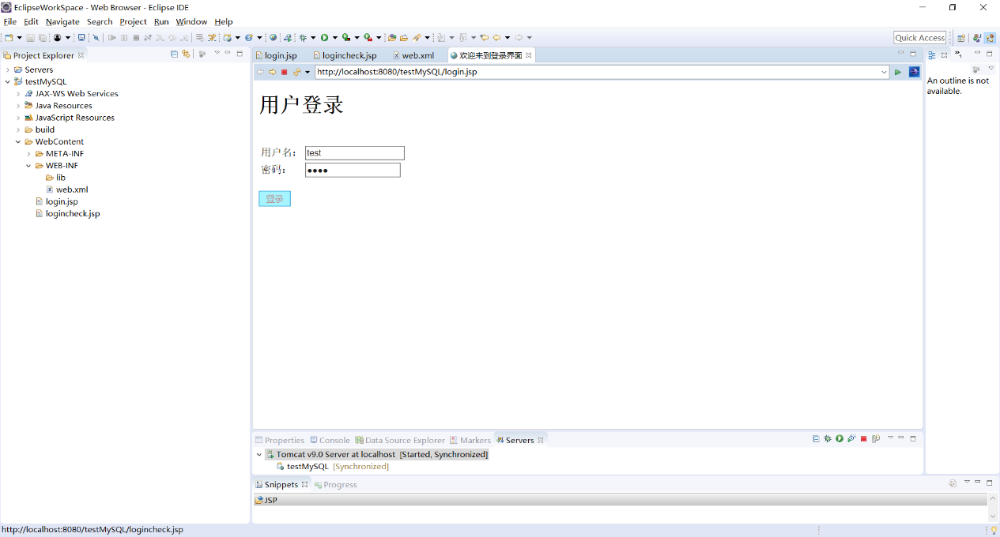 EclipseWorkSpace - Web Browser - Eclipse IDE
File Edit Navigate Search Project Run Window Help
Quick Access
Project Explorer
Servers
testMySQL
JAX-WS Web Services
Java Resources
JavaScript Resources
build
WebContent
META-INF
WEB-INF
lib
web.xml
login.jsp
logincheck.jsp
login.jsp logincheck.jsp web.xml 欢迎来到登录界面
http://localhost:8080/testMySQL/login.jsp
用户登录
用户名： test
密码： ●●●●
登录
An outline is not
available.
Properties Console Data Source Explorer Markers Servers
Tomcat v9.0 Server at localhost [Started, Synchronized]
testMySQL [Synchronized]
Snippets Progress
JSP
http://localhost:8080/testMySQL/logincheck.jsp